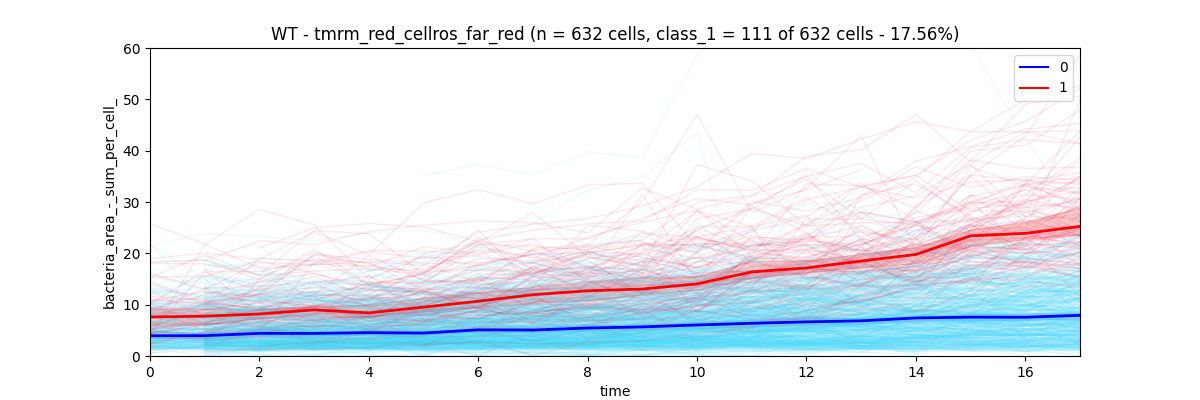 WT - tmrm_red_cellros_far_red (n = 632 cells, class_1 = 111 of 632 cells - 17.56%)
bacteria_area_-_sum_per_cell_
60
50
40
30
20
10
0
0
1
0 2 4 6 8 10 12 14 16
time